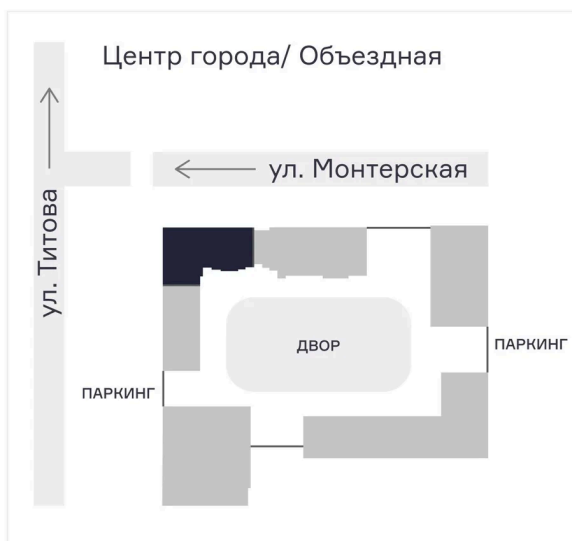 Центр города/ Объездная
ул. Монтерская
ул. Титова
ДВОР
ПАРКИНГ
ПАРКИНГ